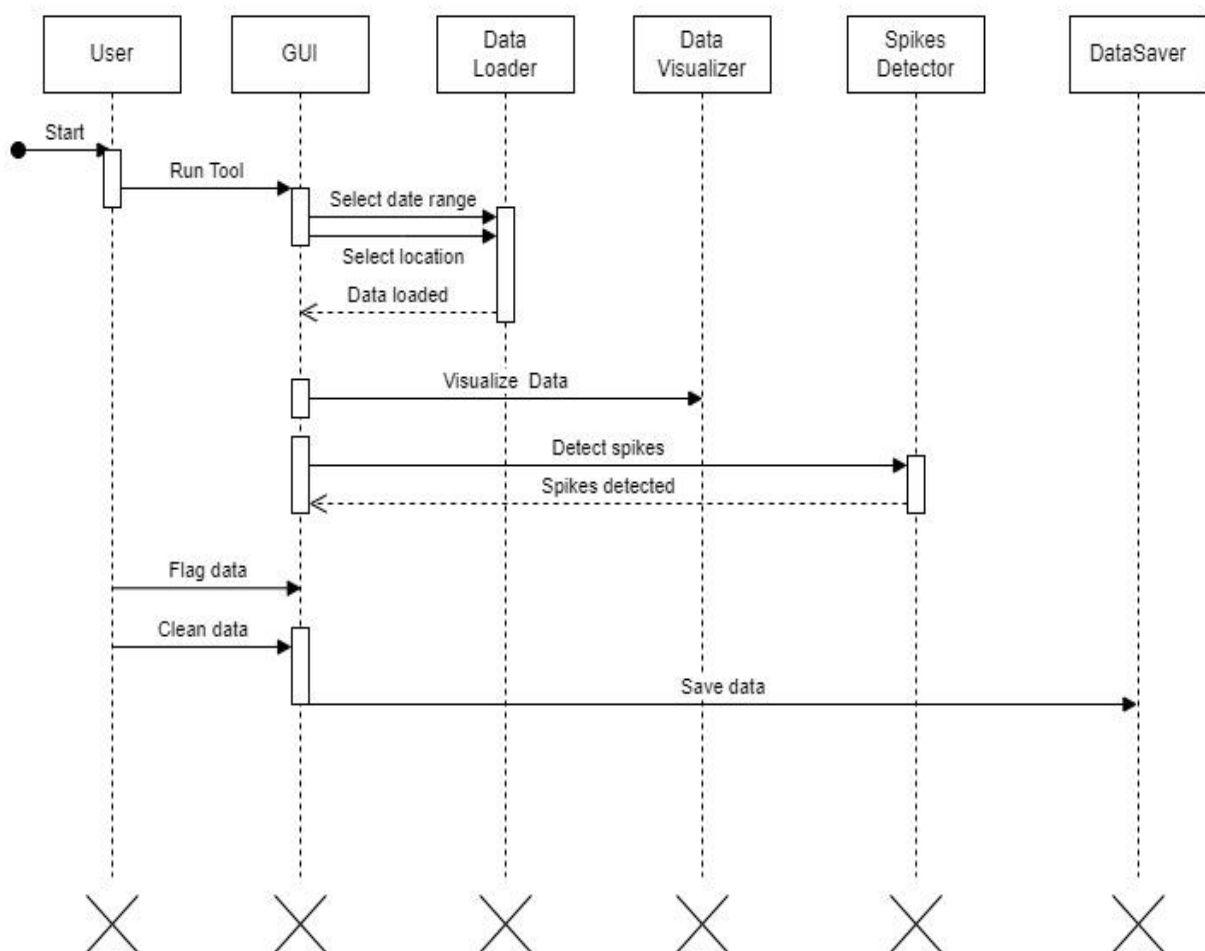 User
GUI
Data
Loader
Data
Visualizer
Spikes
Detector
DataSaver
Start
Run Tool
Select date range
Select location
Data loaded
Visualize Data
Detect spikes
Spikes detected
Flag data
Clean data
Save data